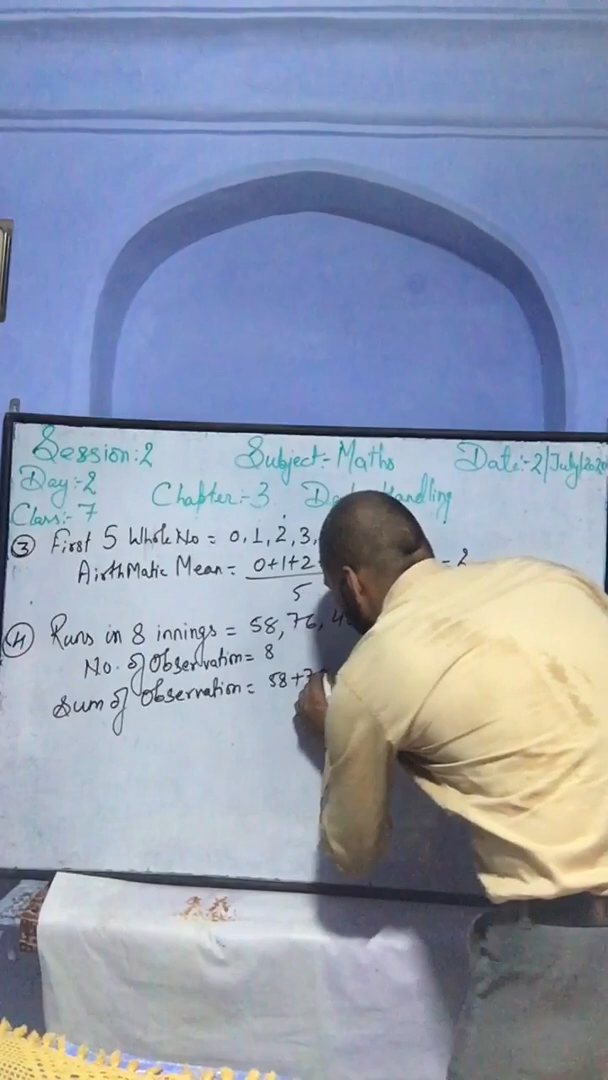 Session:2 Subject:- Maths Date:-2/July/2020
Day:-2 Chapter:-3 Handling
Class:- 7
③ First 5 Whole No = 0, 1, 2, 3,
AirthMatic Mean = 0+1+2 = 2
5
④ Runs in 8 innings = 58, 76, 4
No. of Observation = 8
Sum of Observation = 58+7